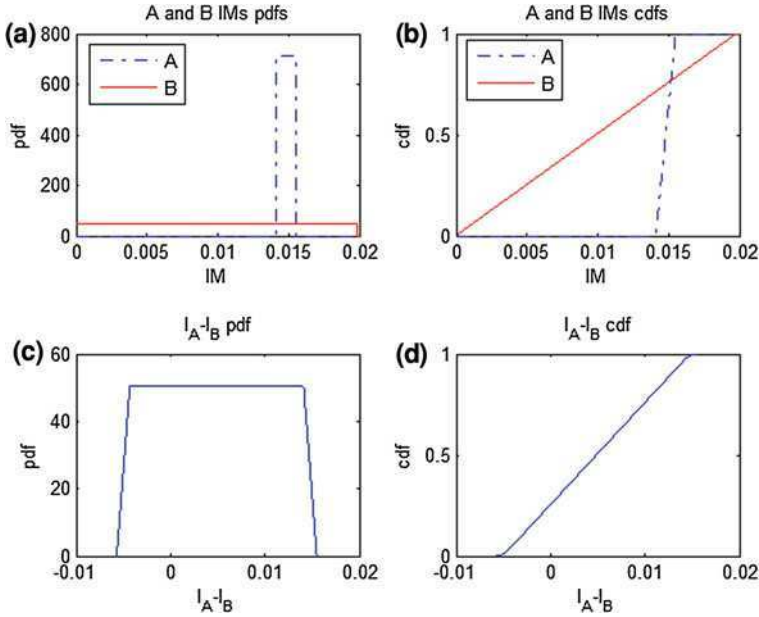 (a)
A and B IMs pdfs
800
600
400
200
0
pdf
A
B
0
0.005
0.01
0.015
0.02
IM
(b)
A and B IMs cdfs
1
0.5
0
cdf
A
B
0
0.005
0.01
0.015
0.02
IM
(c)
I_A-I_B pdf
60
40
20
0
pdf
-0.01
0
0.01
0.02
I_A-I_B
(d)
I_A-I_B cdf
1
0.5
0
cdf
-0.01
0
0.01
0.02
I_A-I_B